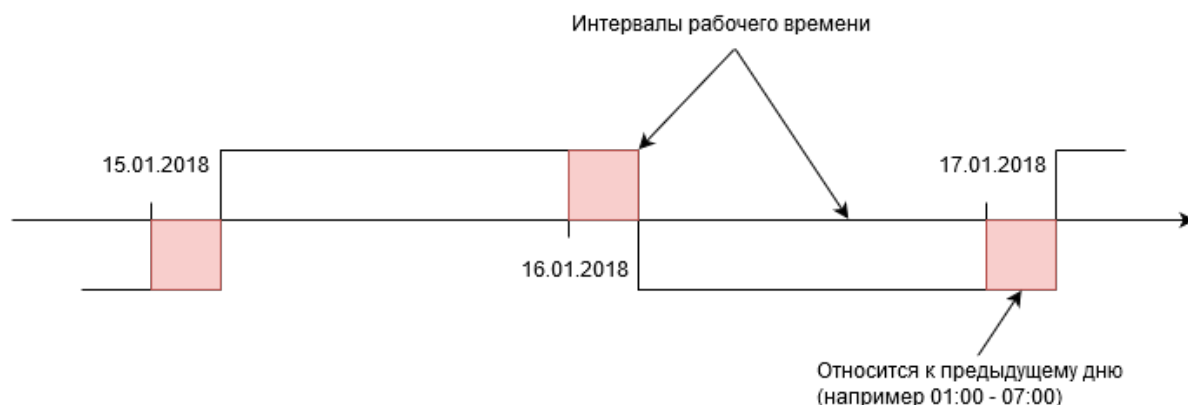 Интервалы рабочего времени
15.01.2018
17.01.2018
16.01.2018
Относится к предыдущему дню
(например 01:00 - 07:00)